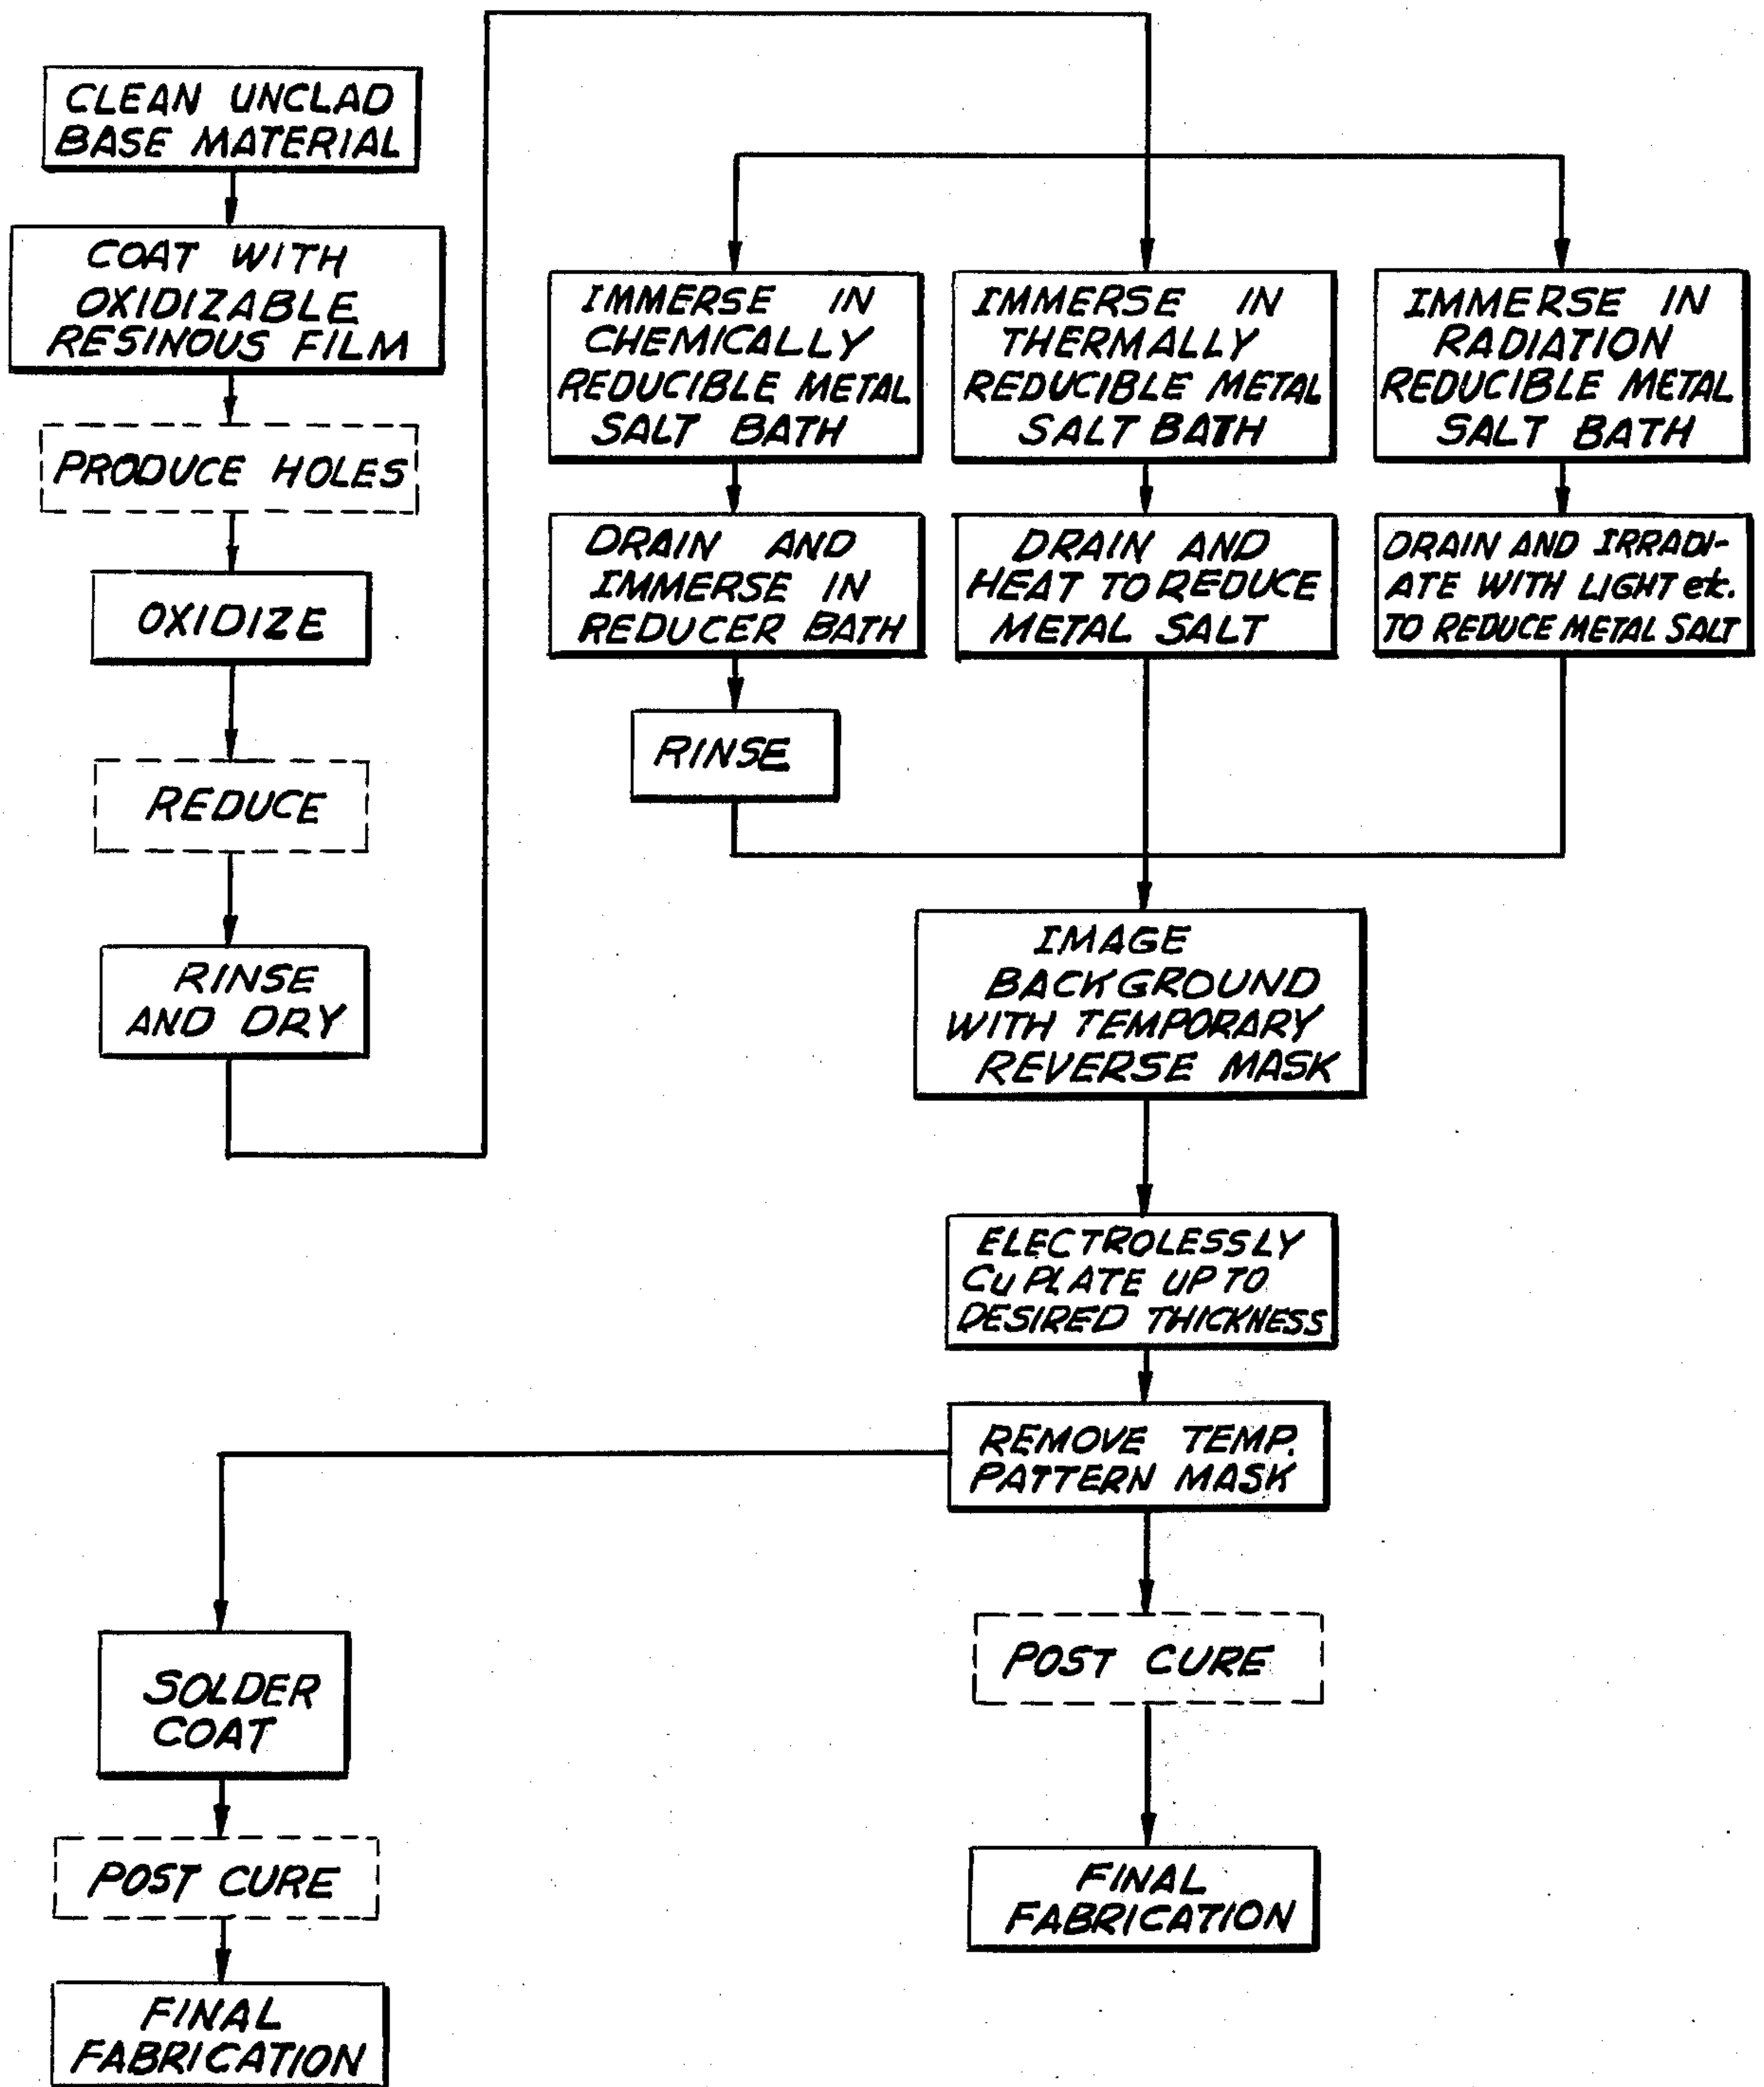 CLEAN UNCLAD
BASE MATERIAL
COAT WITH
OXIDIZABLE
RESINOUS FILM
PRODUCE HOLES
OXIDIZE
REDUCE
RINSE
AND DRY
IMMERSE IN
CHEMICALLY
REDUCIBLE METAL
SALT BATH
DRAIN AND
IMMERSE IN
REDUCER BATH
RINSE
IMMERSE IN
THERMALLY
REDUCIBLE METAL
SALT BATH
DRAIN AND
HEAT TO REDUCE
METAL SALT
IMMERSE IN
RADIATION
REDUCIBLE METAL
SALT BATH
DRAIN AND IRRADI-
ATE WITH LIGHT etc.
TO REDUCE METAL SALT
IMAGE
BACKGROUND
WITH TEMPORARY
REVERSE MASK
ELECTROLESSLY
Cu PLATE UP TO
DESIRED THICKNESS
REMOVE TEMP.
PATTERN MASK
SOLDER
COAT
POST CURE
FINAL
FABRICATION
POST CURE
FINAL
FABRICATION